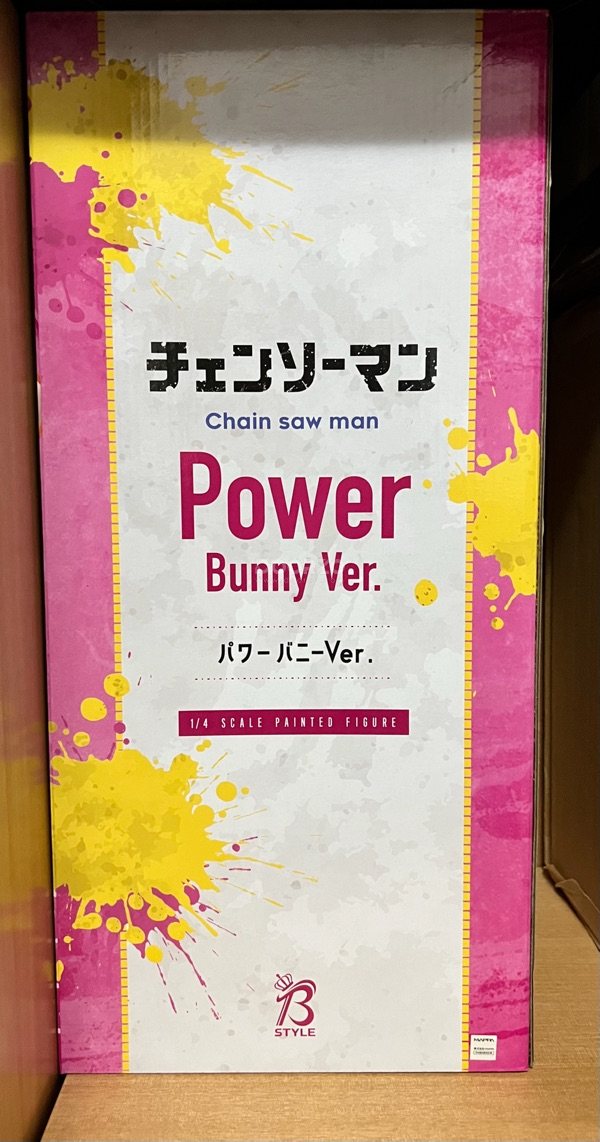 チェンソーマン
Chain saw man
Power
Bunny Ver.
パワー バニーVer.
1/4 SCALE PAINTED FIGURE
B
STYLE
MAPPA